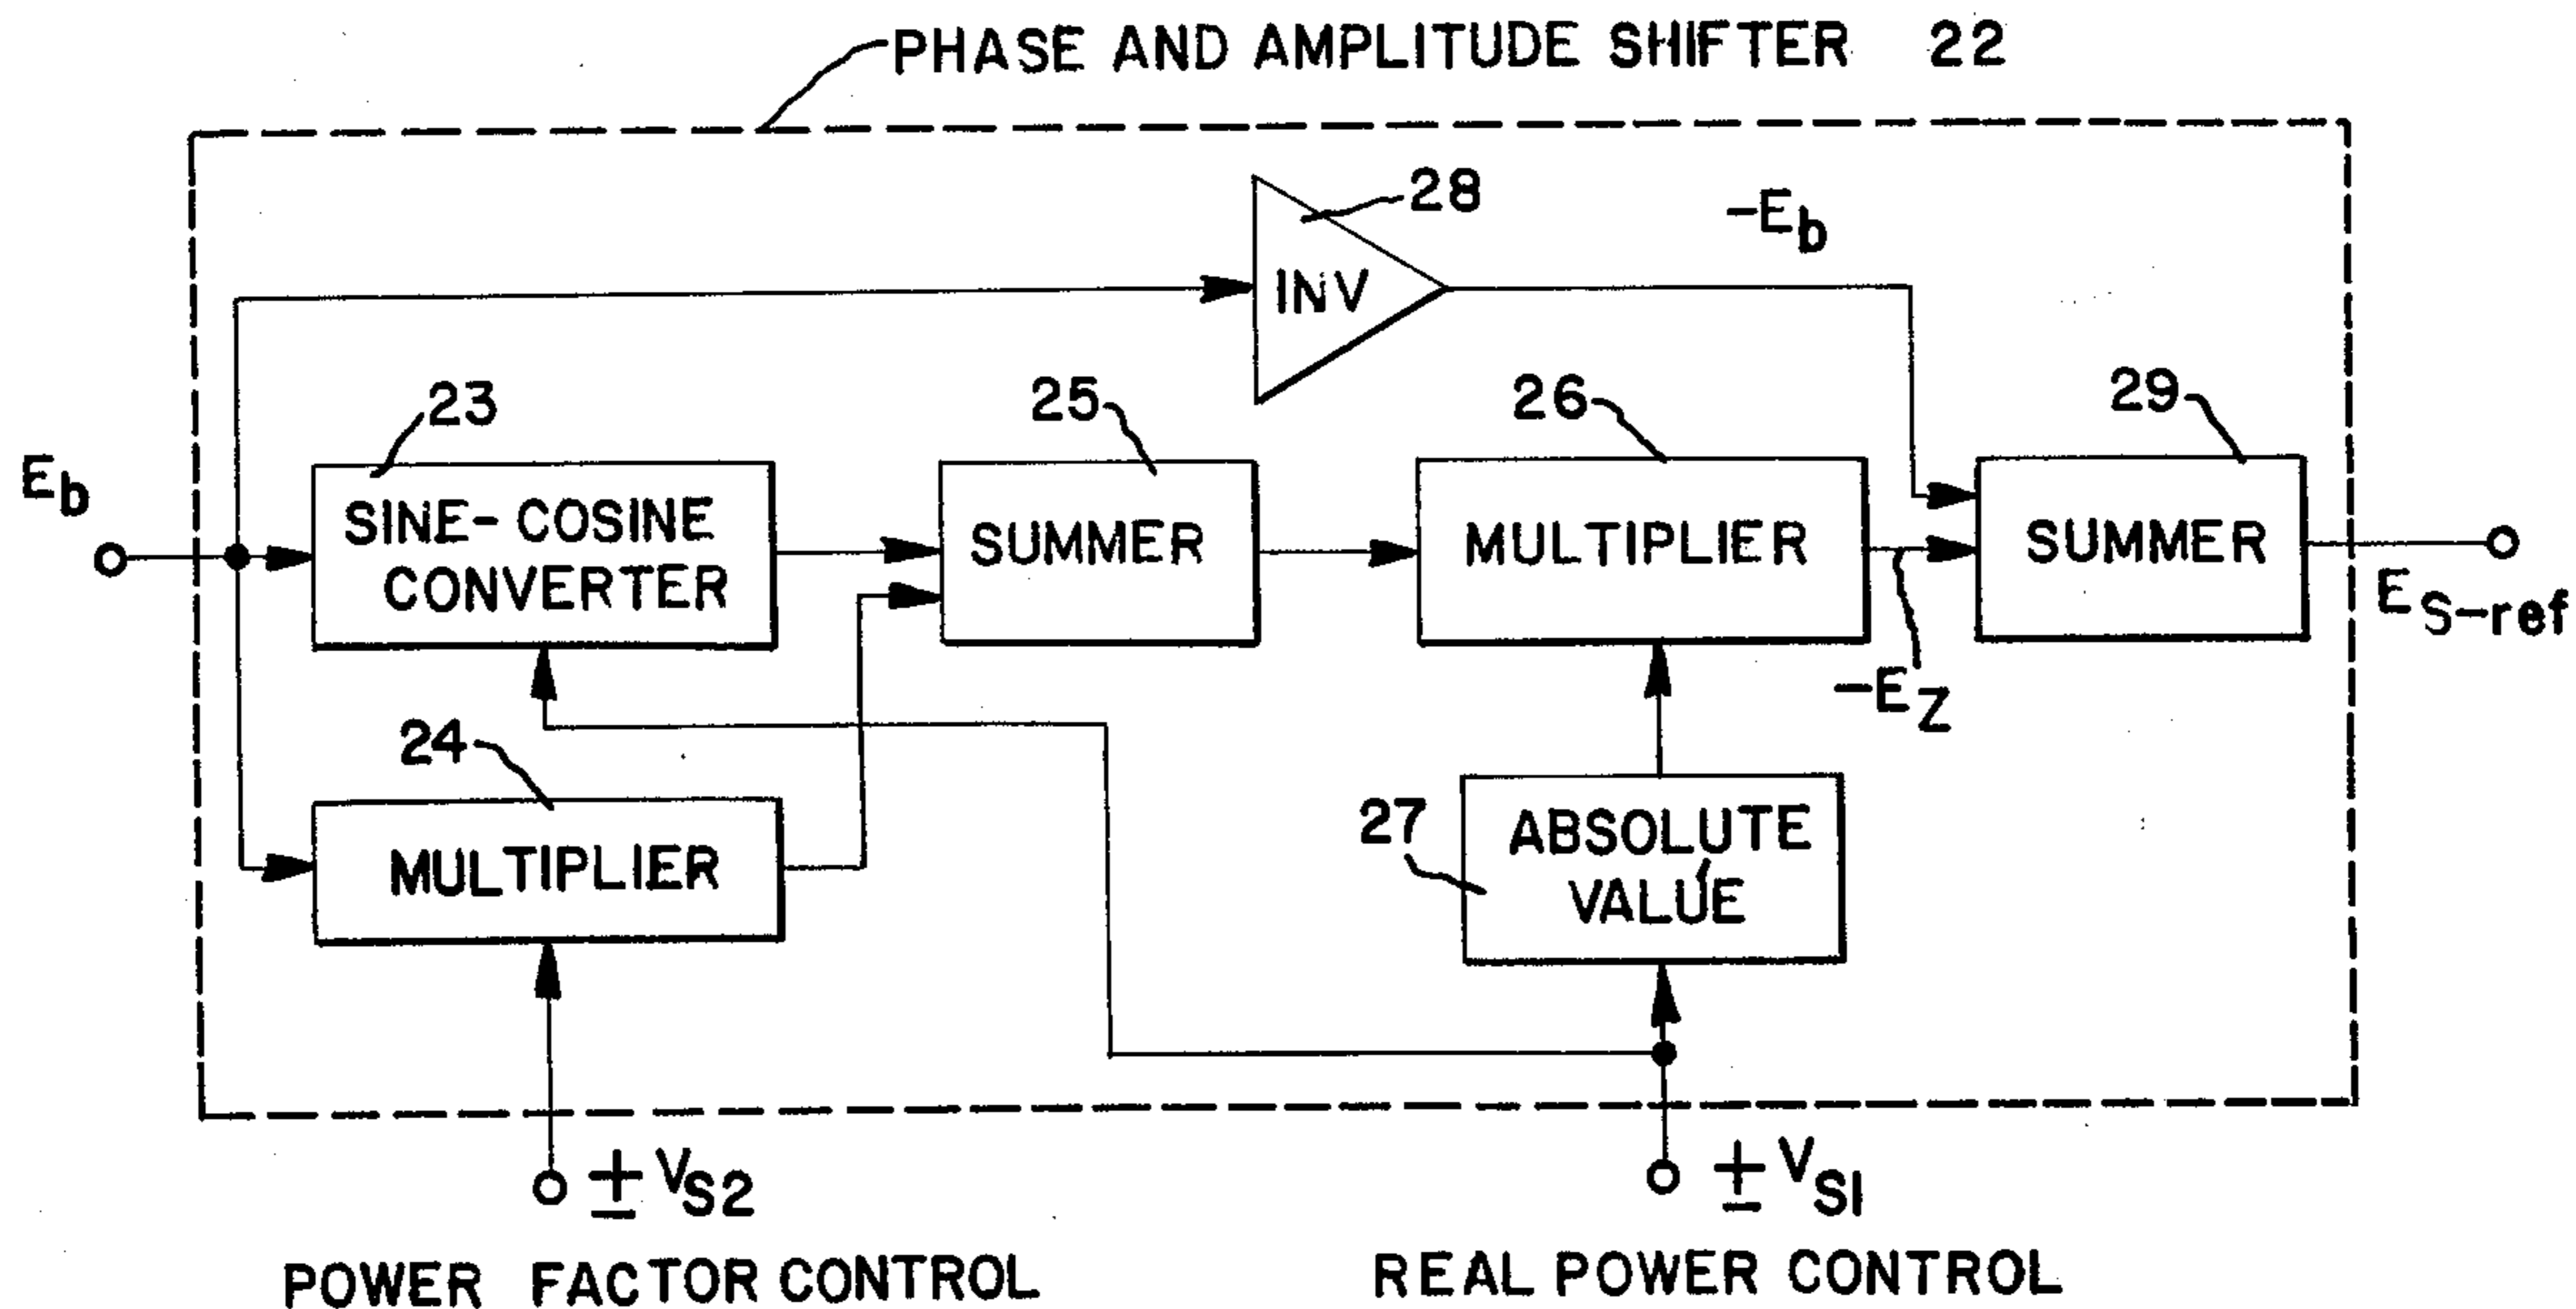 PHASE AND AMPLITUDE SHIFTER 22
28
-Eb
INV
23
25
26
29
Eb
SINE-COSINE
CONVERTER
SUMMER
MULTIPLIER
SUMMER
ES-ref
-EZ
24
MULTIPLIER
27
ABSOLUTE
VALUE
± VS2
± VS1
POWER FACTOR CONTROL
REAL POWER CONTROL